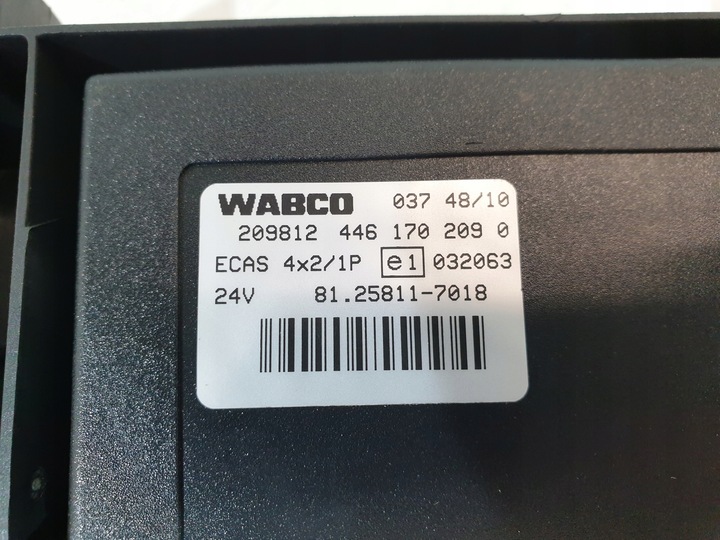 WABCO 037 48/10
209812 446 170 209 0
ECAS 4x2/1P e1 032063
24V 81.25811-7018